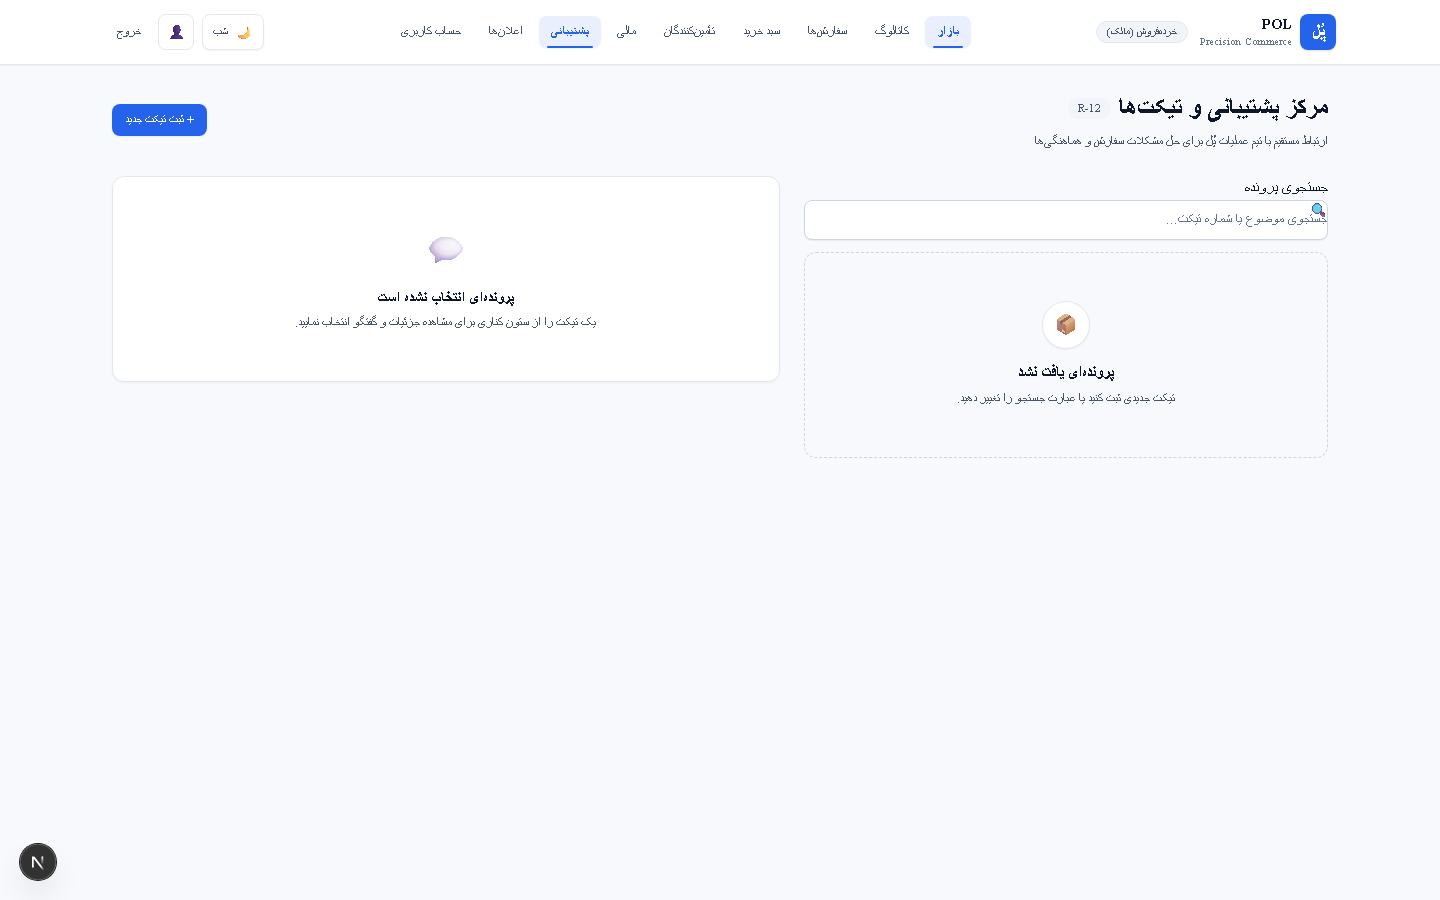 پُل
POL
Precision Commerce
خرده‌فروش (مالک)
بازار
کاتالوگ
سفارش‌ها
سبد خرید
تأمین‌کنندگان
مالی
پشتیبانی
اعلان‌ها
حساب کاربری
شب
خروج
مرکز پشتیبانی و تیکت‌ها
R-12
ارتباط مستقیم با تیم عملیات پُل برای حل مشکلات سفارش و هماهنگی‌ها
+ ثبت تیکت جدید
جستجوی پرونده
جستجوی موضوع یا شماره تیکت...
پرونده‌ای یافت نشد
تیکت جدیدی ثبت کنید یا عبارت جستجو را تغییر دهید.
پرونده‌ای انتخاب نشده است
یک تیکت را از ستون کناری برای مشاهده جزئیات و گفتگو انتخاب نمایید.
N